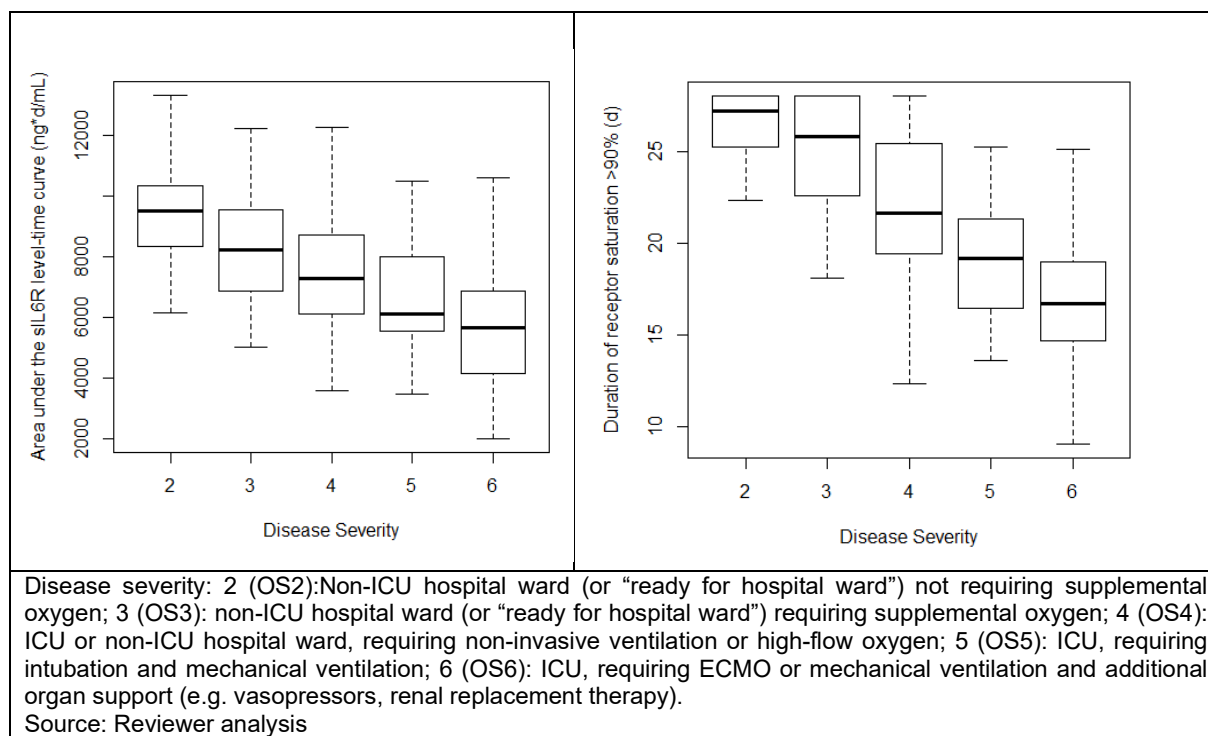 Area under the sIL6R level-time curve (ng*d/mL)
12000
8000
6000
4000
2000
2 3 4 5 6
Disease Severity
Duration of receptor saturation >90% (d)
25
20
15
10
2 3 4 5 6
Disease Severity
Disease severity: 2 (OS2):Non-ICU hospital ward (or “ready for hospital ward”) not requiring supplemental
oxygen; 3 (OS3): non-ICU hospital ward (or “ready for hospital ward”) requiring supplemental oxygen; 4 (OS4):
ICU or non-ICU hospital ward, requiring non-invasive ventilation or high-flow oxygen; 5 (OS5): ICU, requiring
intubation and mechanical ventilation; 6 (OS6): ICU, requiring ECMO or mechanical ventilation and additional
organ support (e.g. vasopressors, renal replacement therapy).
Source: Reviewer analysis